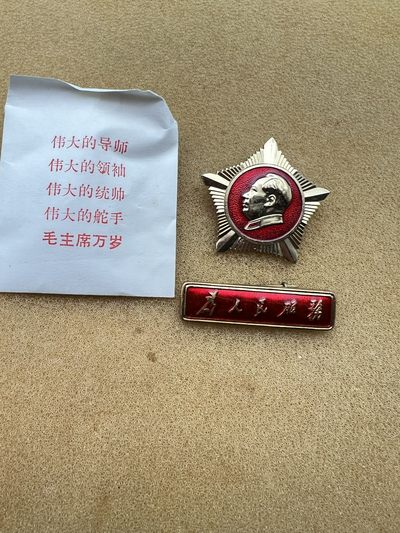 伟大的导师
伟大的领袖
伟大的统帅
伟大的舵手
毛主席万岁
为人民服务